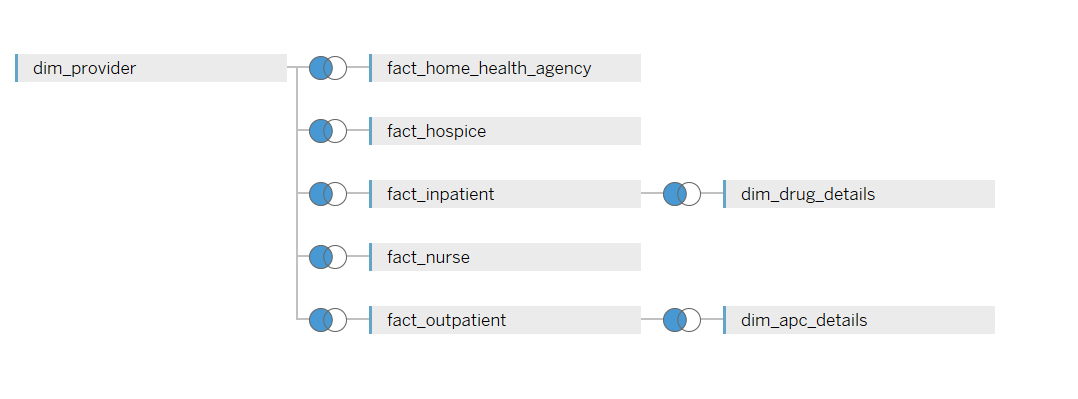 dim_provider
fact_home_health_agency
fact_hospice
fact_inpatient
dim_drug_details
fact_nurse
fact_outpatient
dim_apc_details